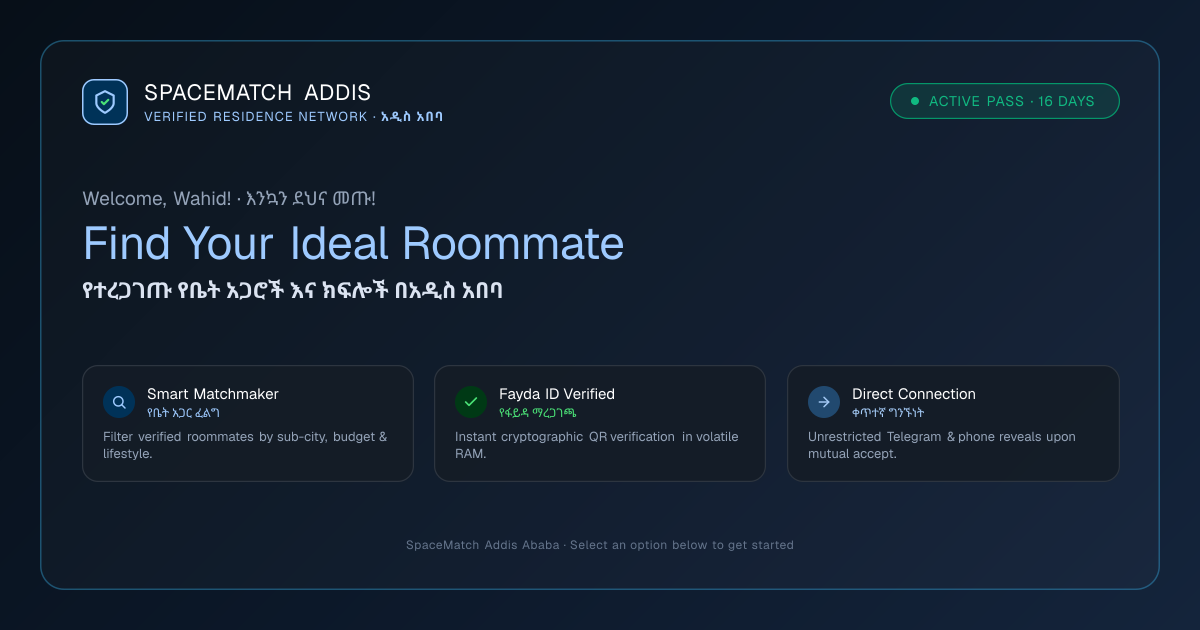 SPACEMATCH ADDIS
VERIFIED RESIDENCE NETWORK · አዲስ አበባ
ACTIVE PASS · 16 DAYS
Welcome, Wahid! · እንኳን ደህና መጡ!
Find Your Ideal Roommate
የተረጋገጡ የቤት አጋሮች እና ክፍሎች በአዲስ አበባ
Smart Matchmaker
የቤት አጋር ፈልግ
Filter verified roommates by sub-city, budget &
lifestyle.
Fayda ID Verified
የፋይዳ ማረጋገጫ
Instant cryptographic QR verification in volatile
RAM.
Direct Connection
ቀጥተኛ ግንኙነት
Unrestricted Telegram & phone reveals upon
mutual accept.
SpaceMatch Addis Ababa · Select an option below to get started